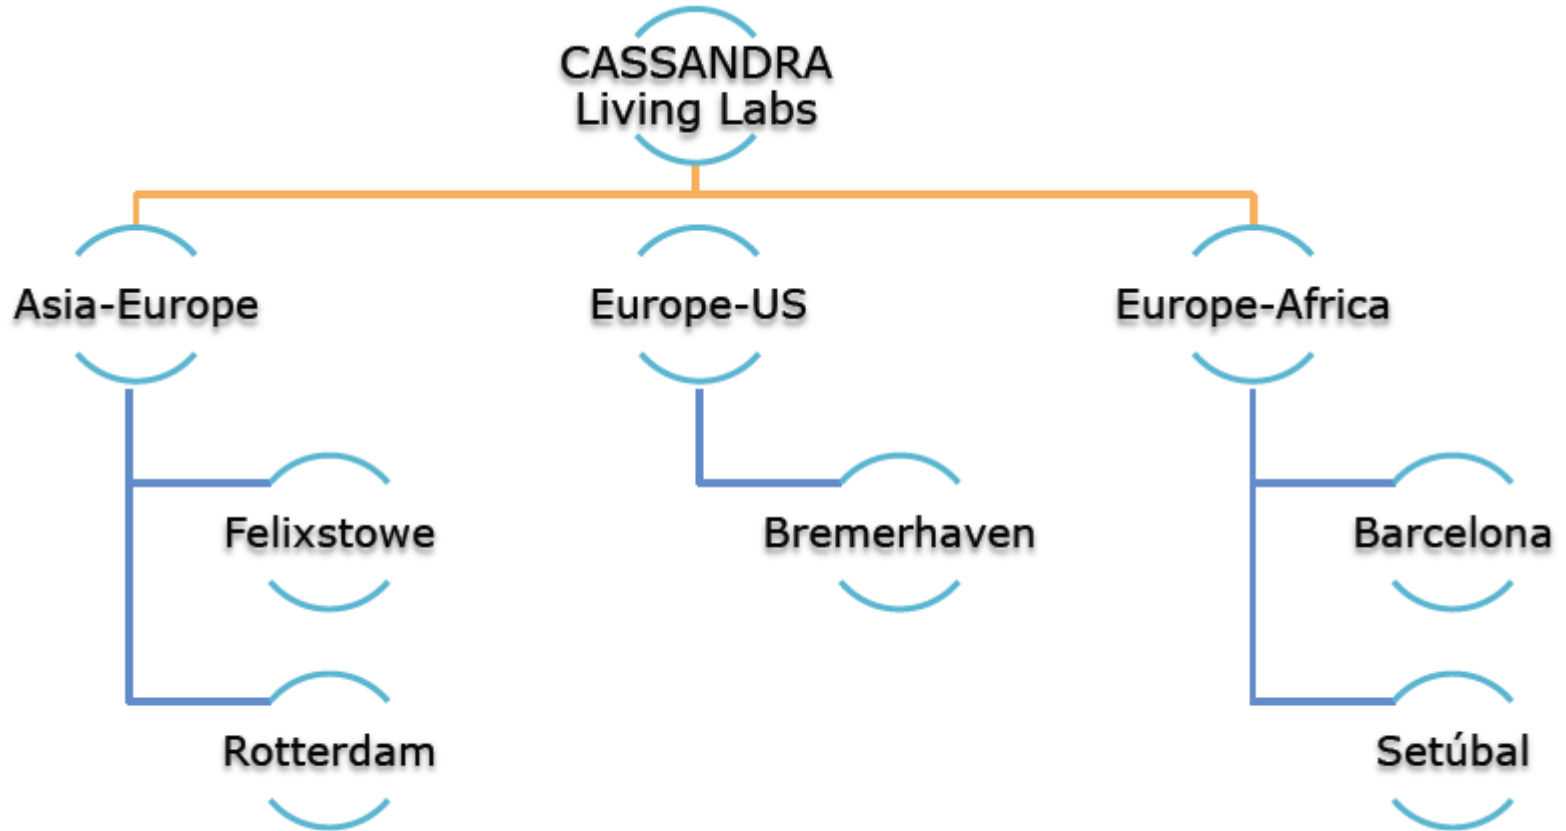 CASSANDRA
Living Labs
Asia-Europe
Europe-US
Europe-Africa
Felixstowe
Bremerhaven
Barcelona
Rotterdam
Setúbal